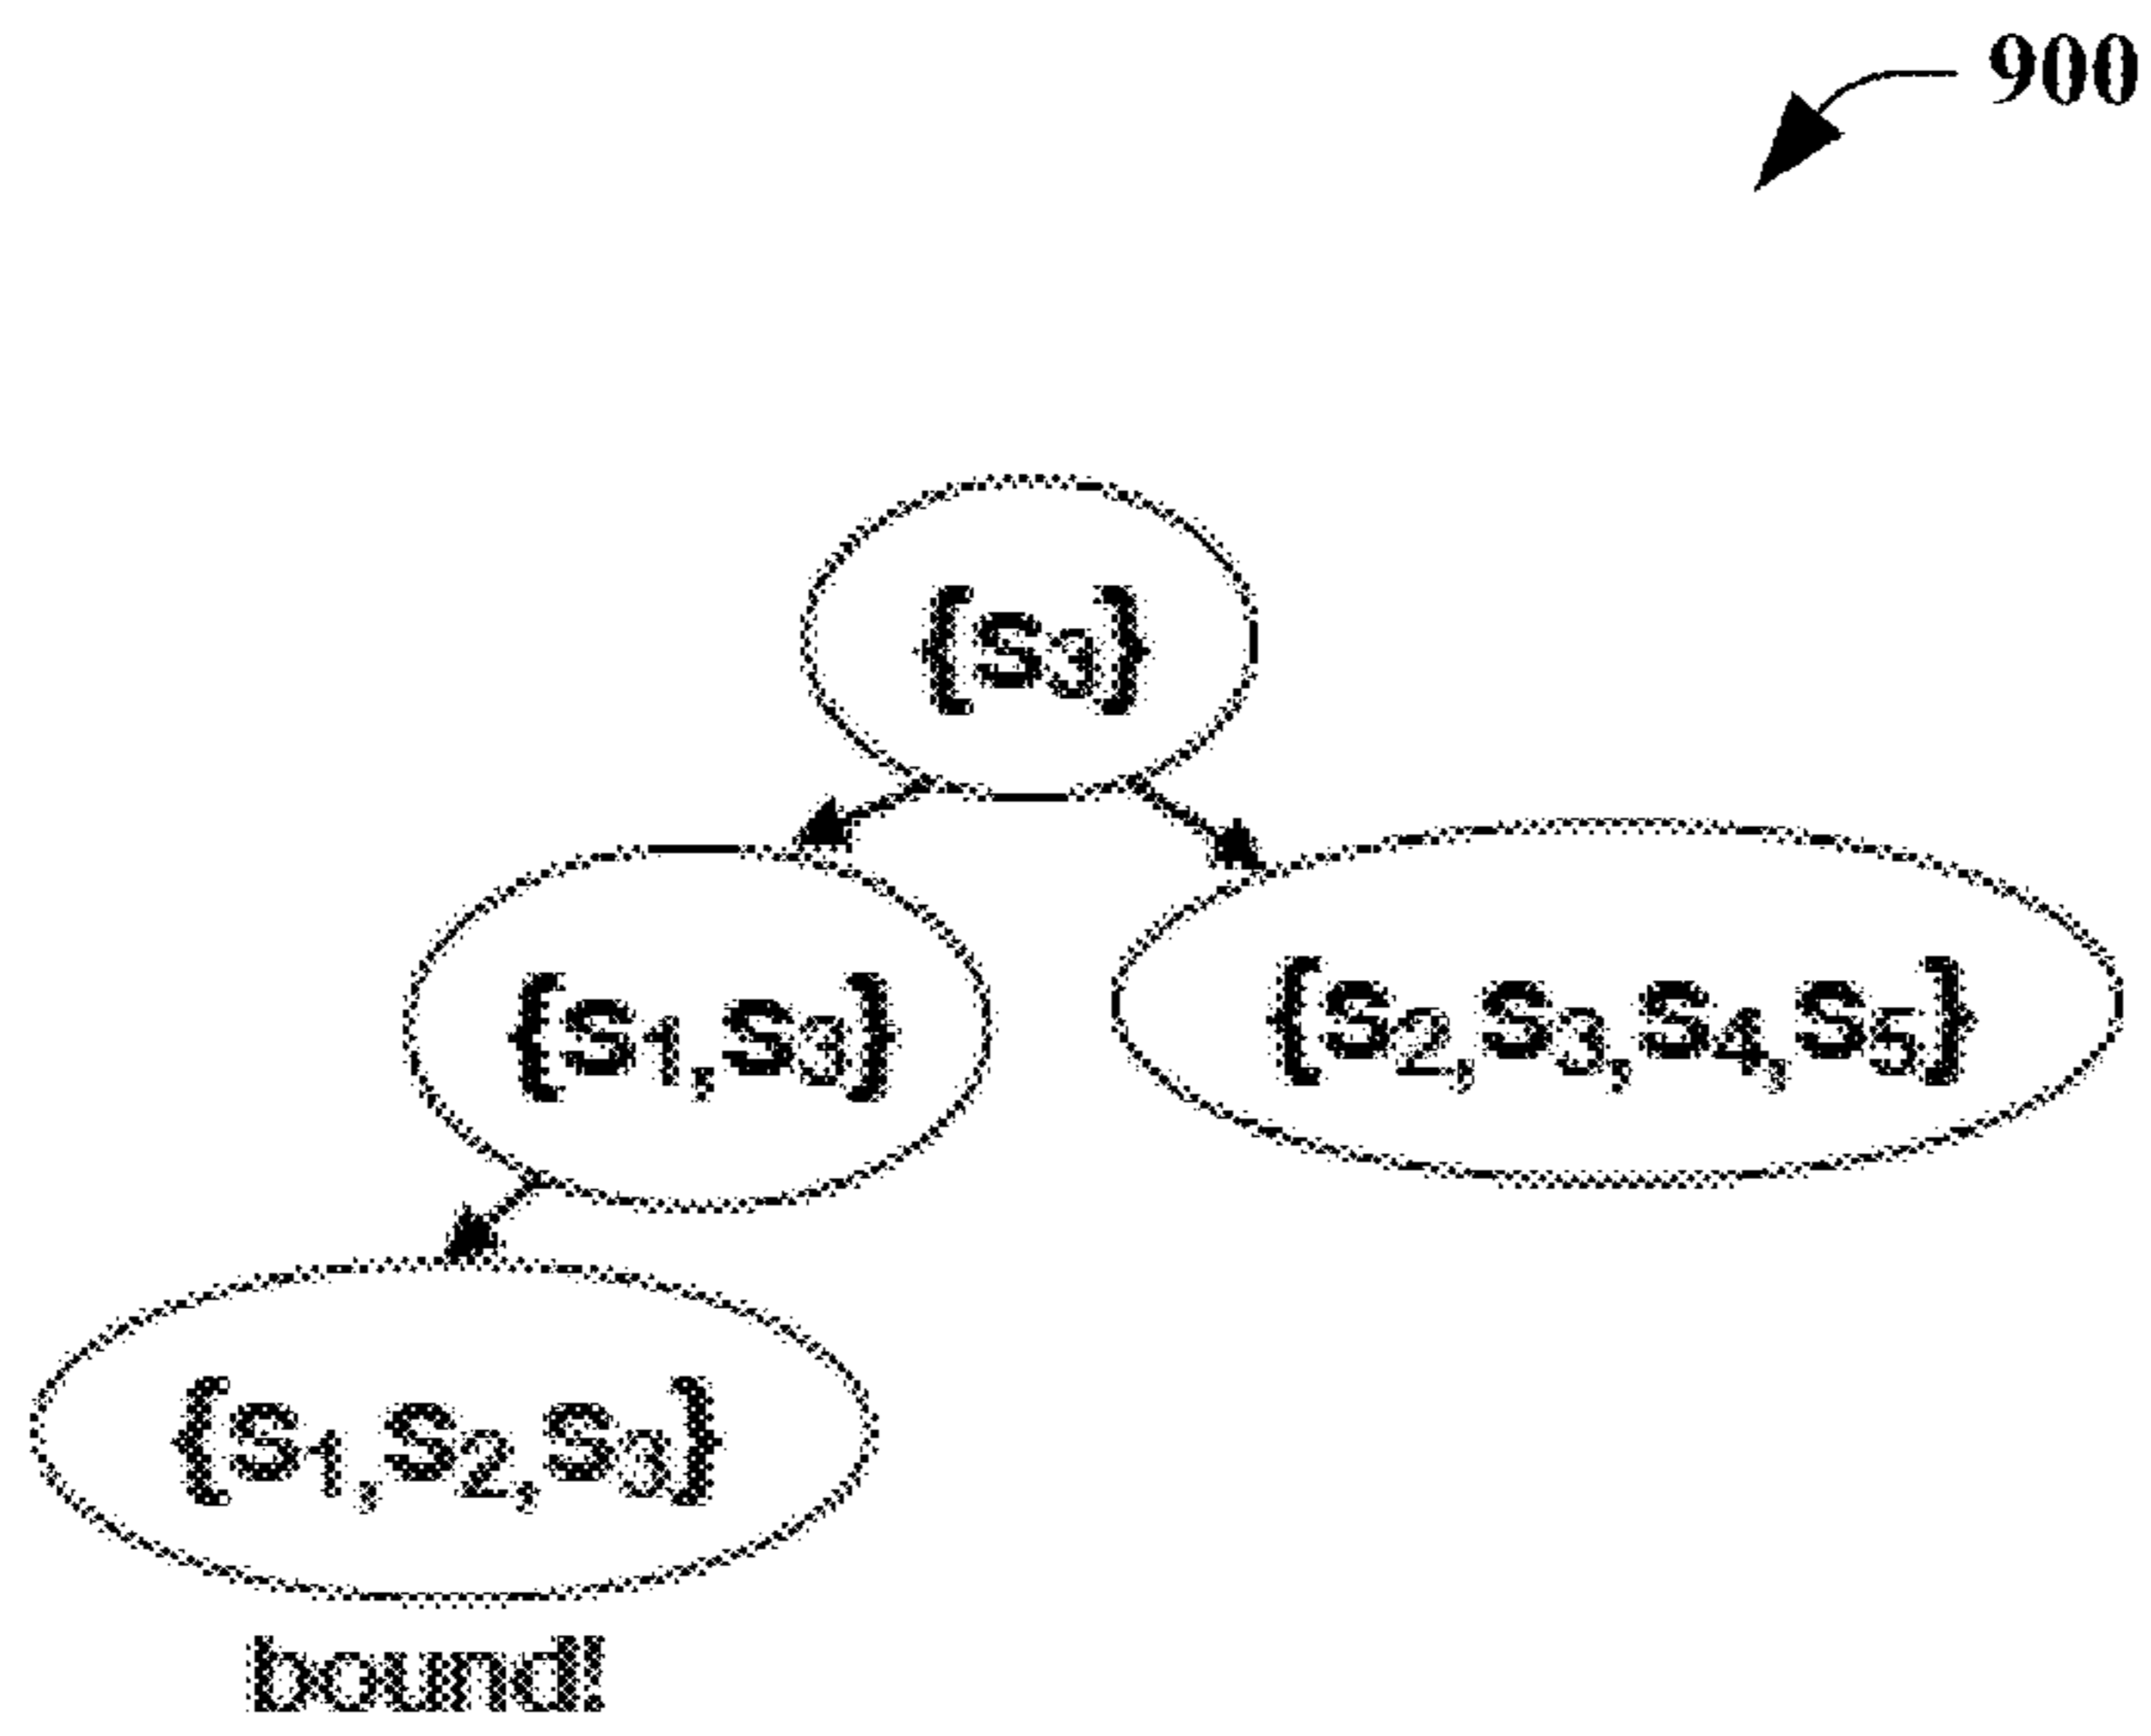 900
{s₃}
{s₁,s₃}
{s₂,s₃,s₄,s₅}
{s₁,s₂,s₃}
bound!